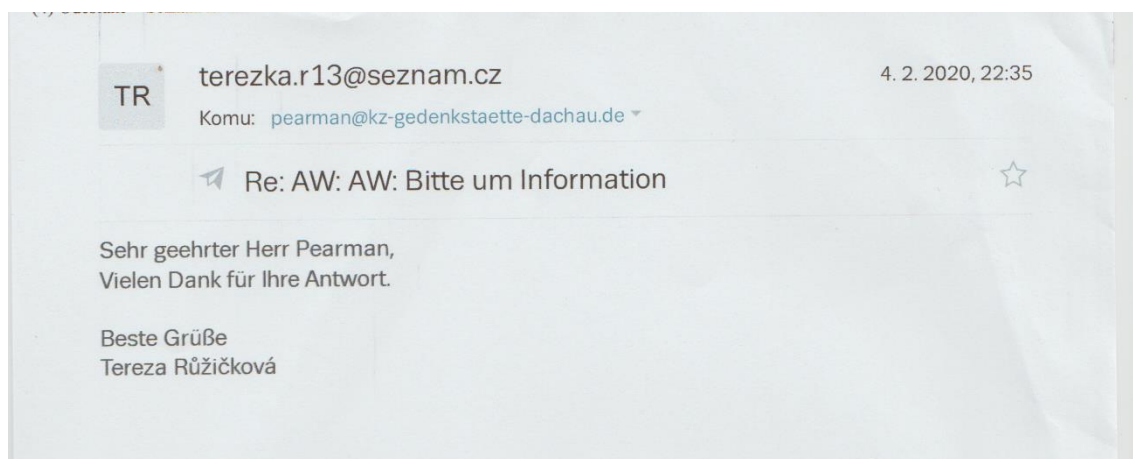 TR
terezka.r13@seznam.cz
4. 2. 2020, 22:35
Komu: pearman@kz-gedenkstaette-dachau.de
Re: AW: AW: Bitte um Information
Sehr geehrter Herr Pearman,
Vielen Dank für Ihre Antwort.
Beste Grüße
Tereza Růžičková